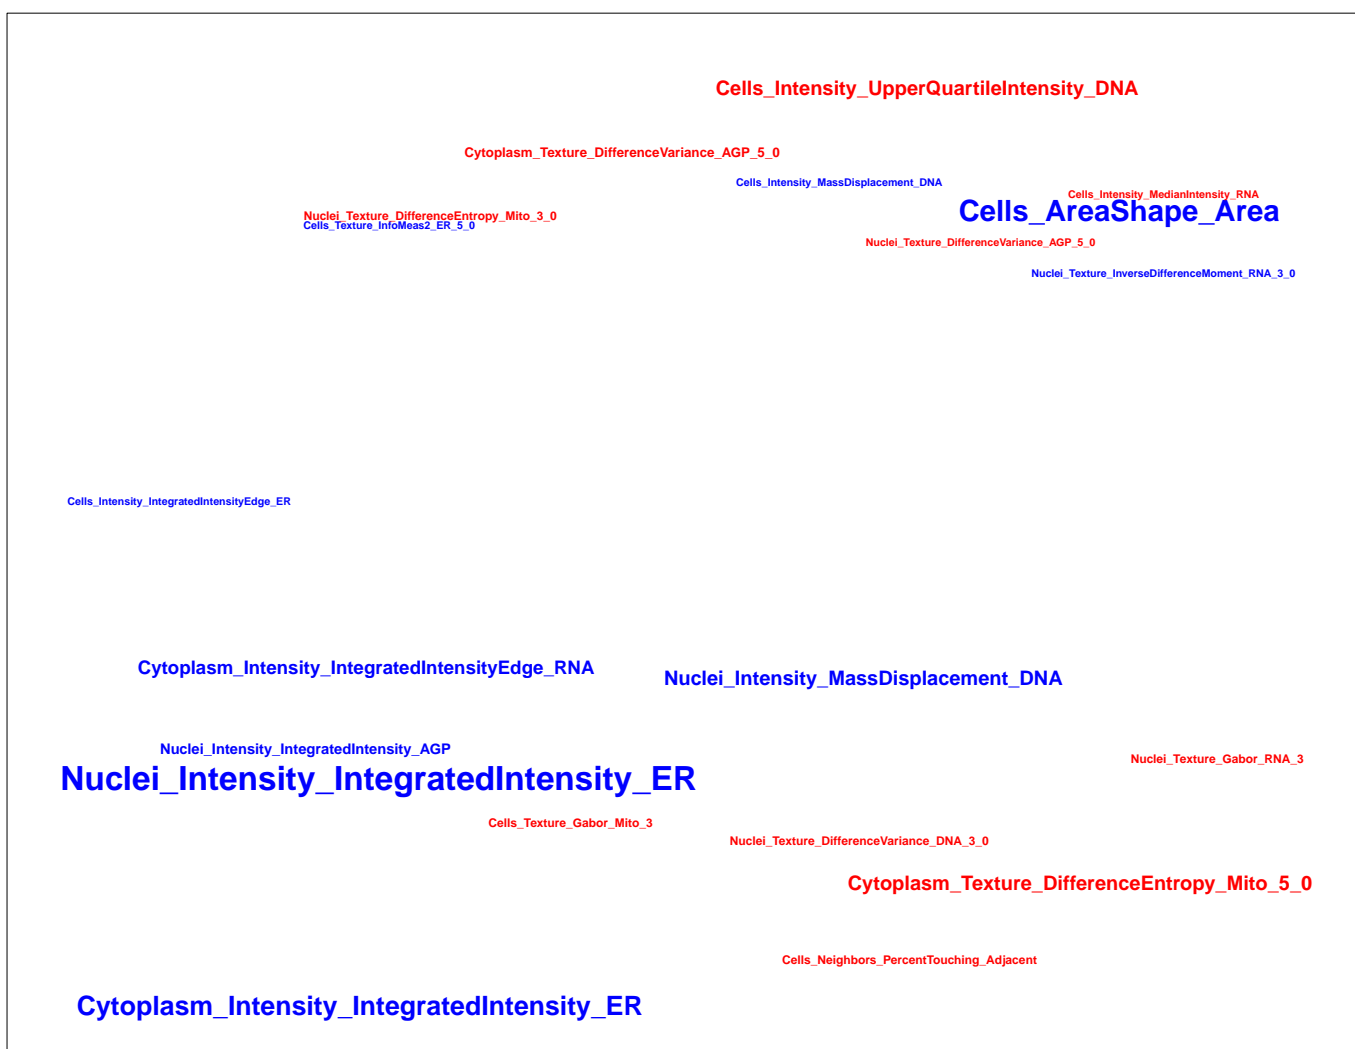 Cells_Intensity_UpperQuartileIntensity_DNA
Cytoplasm_Texture_DifferenceVariance_AGP_5_0
Cells_Intensity_MassDisplacement_DNA
Cells_Intensity_MedianIntensity_RNA
Cells_AreaShape_Area
Nuclei_Texture_DifferenceEntropy_Mito_3_0
Cells_Texture_InfoMeas2_ER_5_0
Nuclei_Texture_DifferenceVariance_AGP_5_0
Nuclei_Texture_InverseDifferenceMoment_RNA_3_0
Cells_Intensity_IntegratedIntensityEdge_ER
Cytoplasm_Intensity_IntegratedIntensityEdge_RNA
Nuclei_Intensity_MassDisplacement_DNA
Nuclei_Intensity_IntegratedIntensity_AGP
Nuclei_Texture_Gabor_RNA_3
Nuclei_Intensity_IntegratedIntensity_ER
Cells_Texture_Gabor_Mito_3
Nuclei_Texture_DifferenceVariance_DNA_3_0
Cytoplasm_Texture_DifferenceEntropy_Mito_5_0
Cells_Neighbors_PercentTouching_Adjacent
Cytoplasm_Intensity_IntegratedIntensity_ER